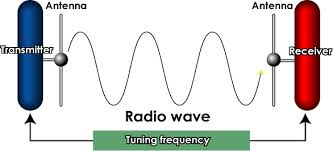 Antenna
Antenna
Transmitter
Receiver
Radio wave
Tuning frequency